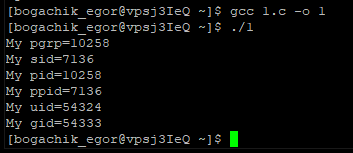 [bogachik_egor@vpsj3IeQ ~]$ gcc 1.c -o 1
[bogachik_egor@vpsj3IeQ ~]$ ./1
My pgrp=10258
My sid=7136
My pid=10258
My ppid=7136
My uid=54324
My gid=54333
[bogachik_egor@vpsj3IeQ ~]$